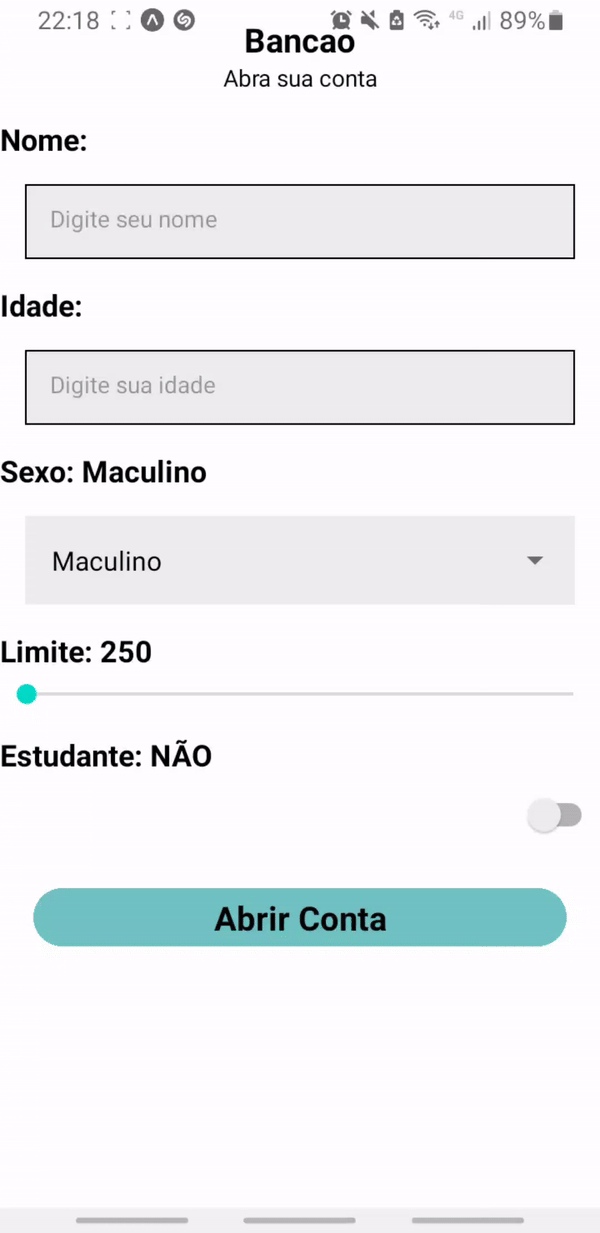 22:18 4G 89%
Bancao
Abra sua conta
Nome:
Digite seu nome
Idade:
Digite sua idade
Sexo: Maculino
Maculino
Limite: 250
Estudante: NÃO
Abrir Conta